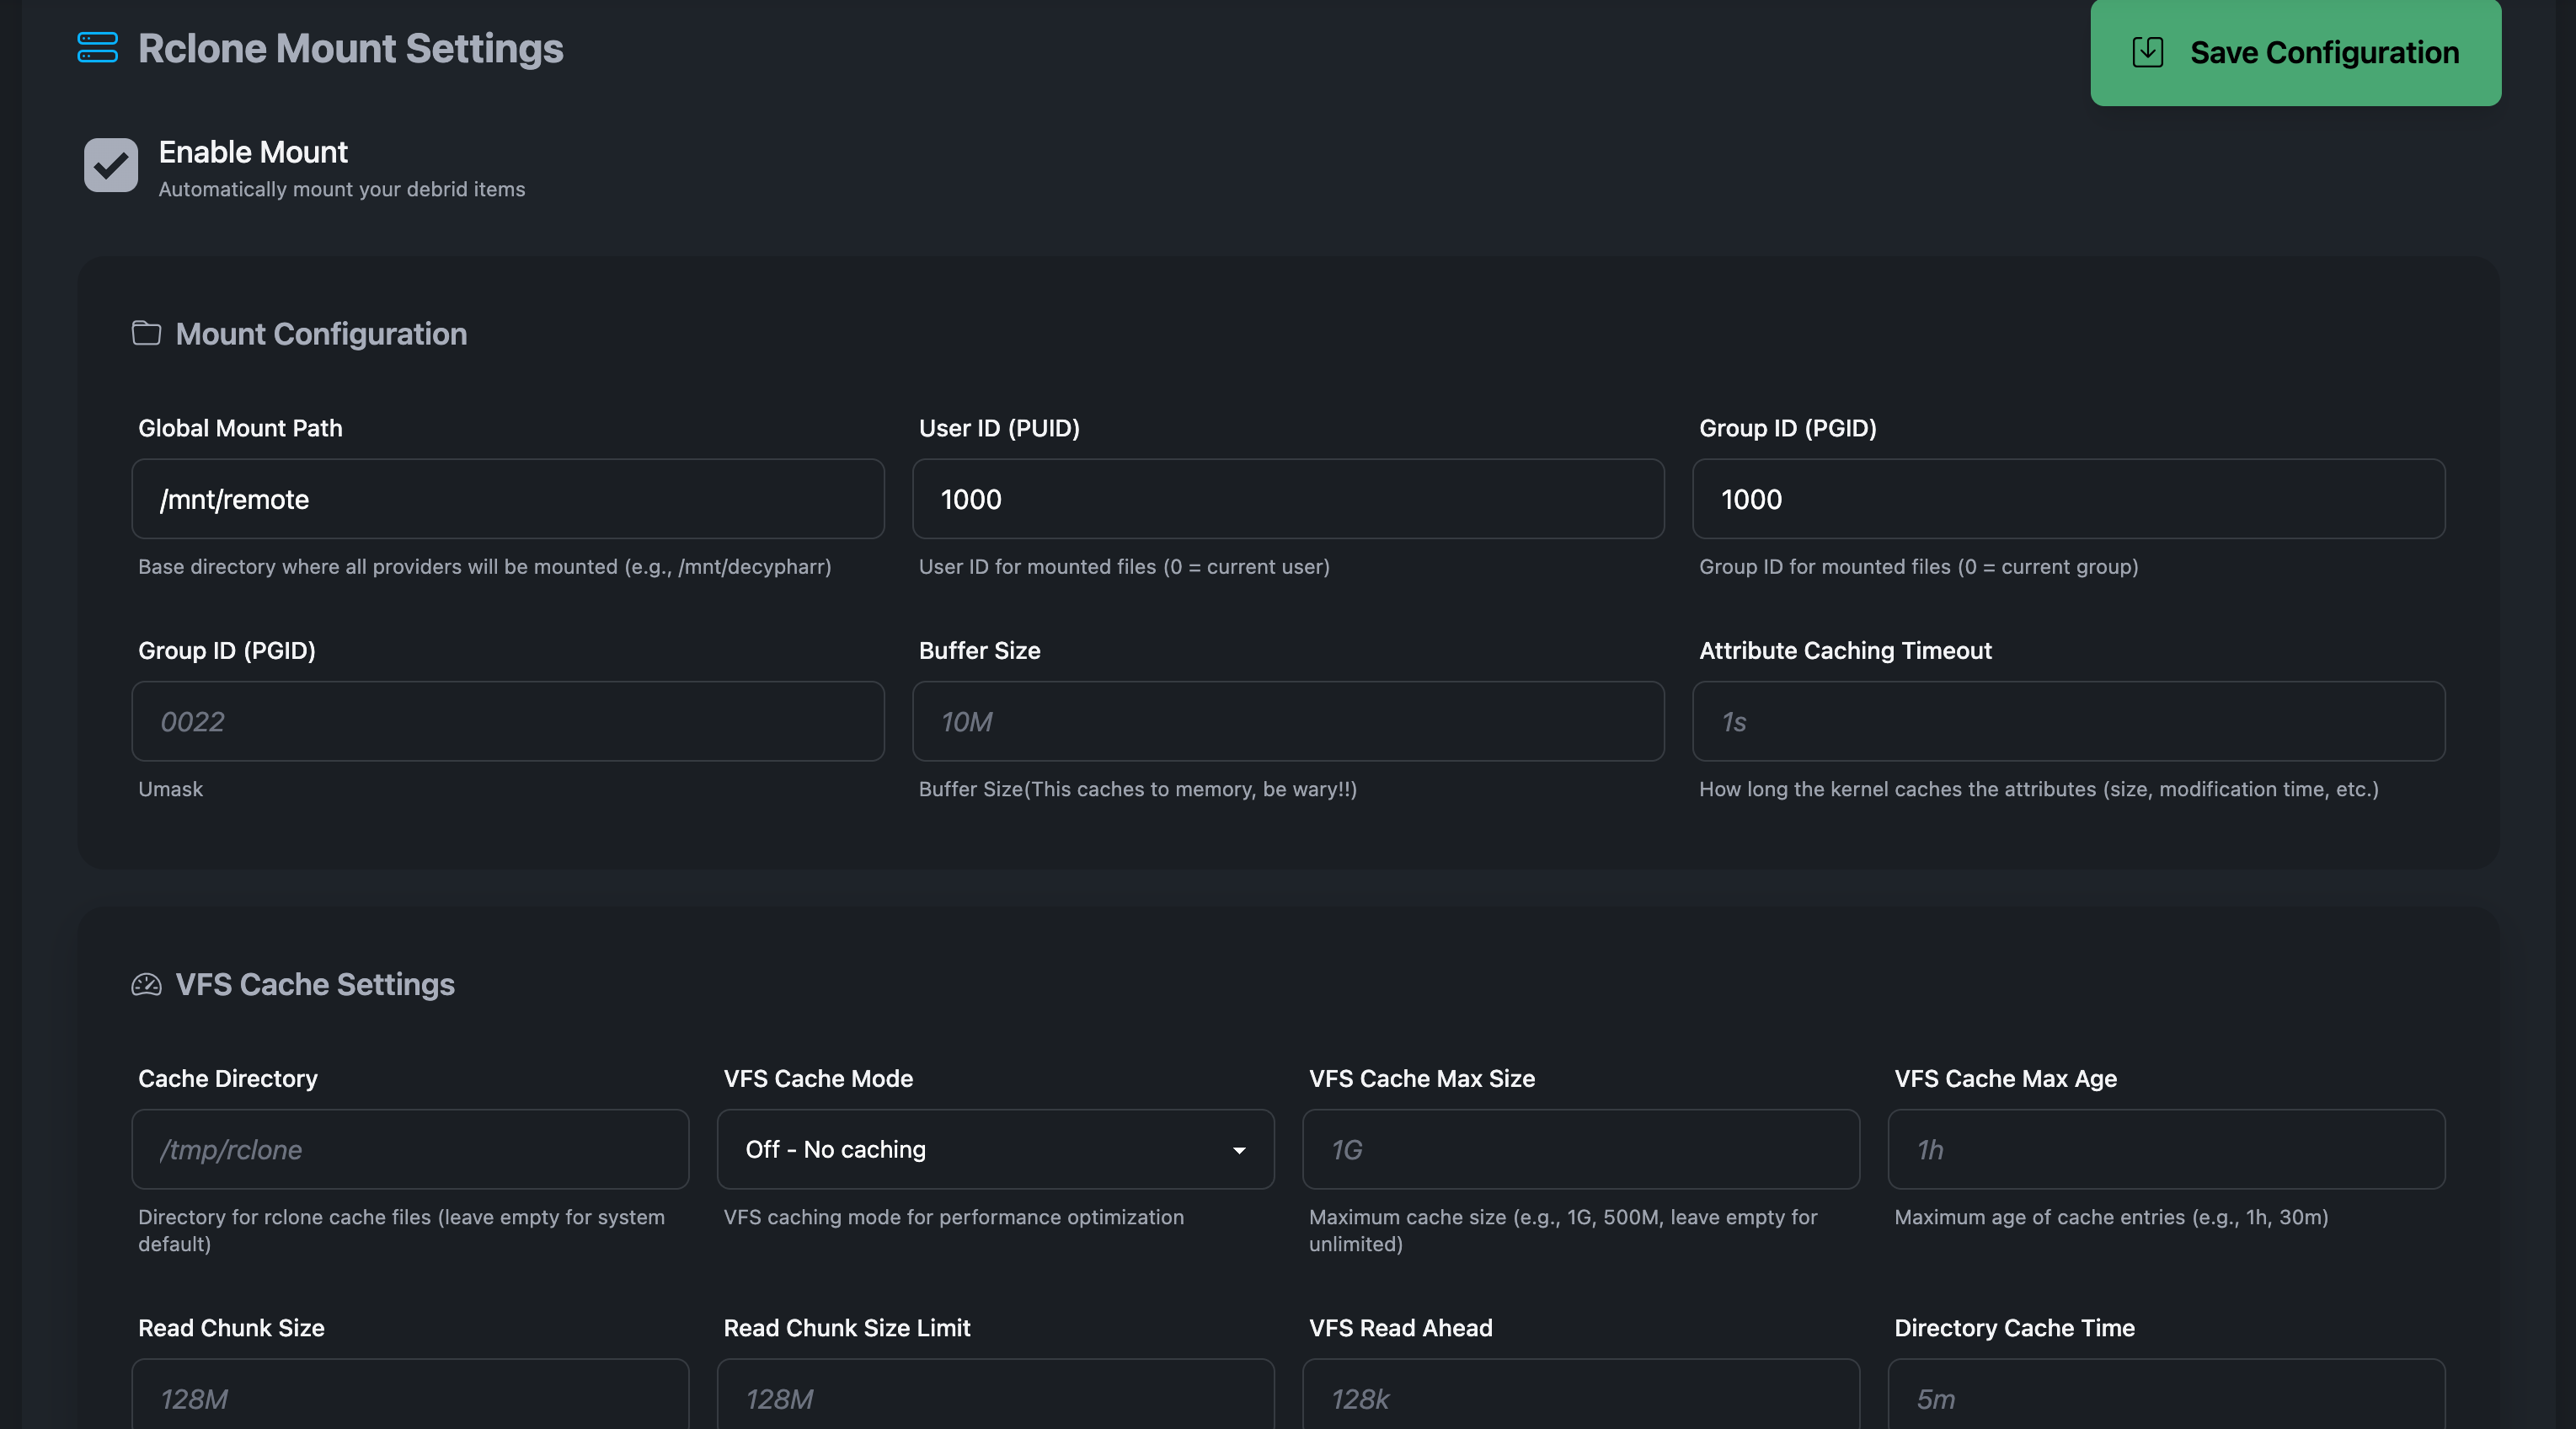 Rclone Mount Settings
Save Configuration
Enable Mount
Automatically mount your debrid items
Mount Configuration
Global Mount Path
/mnt/remote
Base directory where all providers will be mounted (e.g., /mnt/decypharr)
User ID (PUID)
1000
User ID for mounted files (0 = current user)
Group ID (PGID)
1000
Group ID for mounted files (0 = current group)
Group ID (PGID)
0022
Umask
Buffer Size
10M
Buffer Size(This caches to memory, be wary!!)
Attribute Caching Timeout
1s
How long the kernel caches the attributes (size, modification time, etc.)
VFS Cache Settings
Cache Directory
/tmp/rclone
Directory for rclone cache files (leave empty for system
default)
VFS Cache Mode
Off - No caching
VFS caching mode for performance optimization
VFS Cache Max Size
1G
Maximum cache size (e.g., 1G, 500M, leave empty for
unlimited)
VFS Cache Max Age
1h
Maximum age of cache entries (e.g., 1h, 30m)
Read Chunk Size
128M
Read Chunk Size Limit
128M
VFS Read Ahead
128k
Directory Cache Time
5m